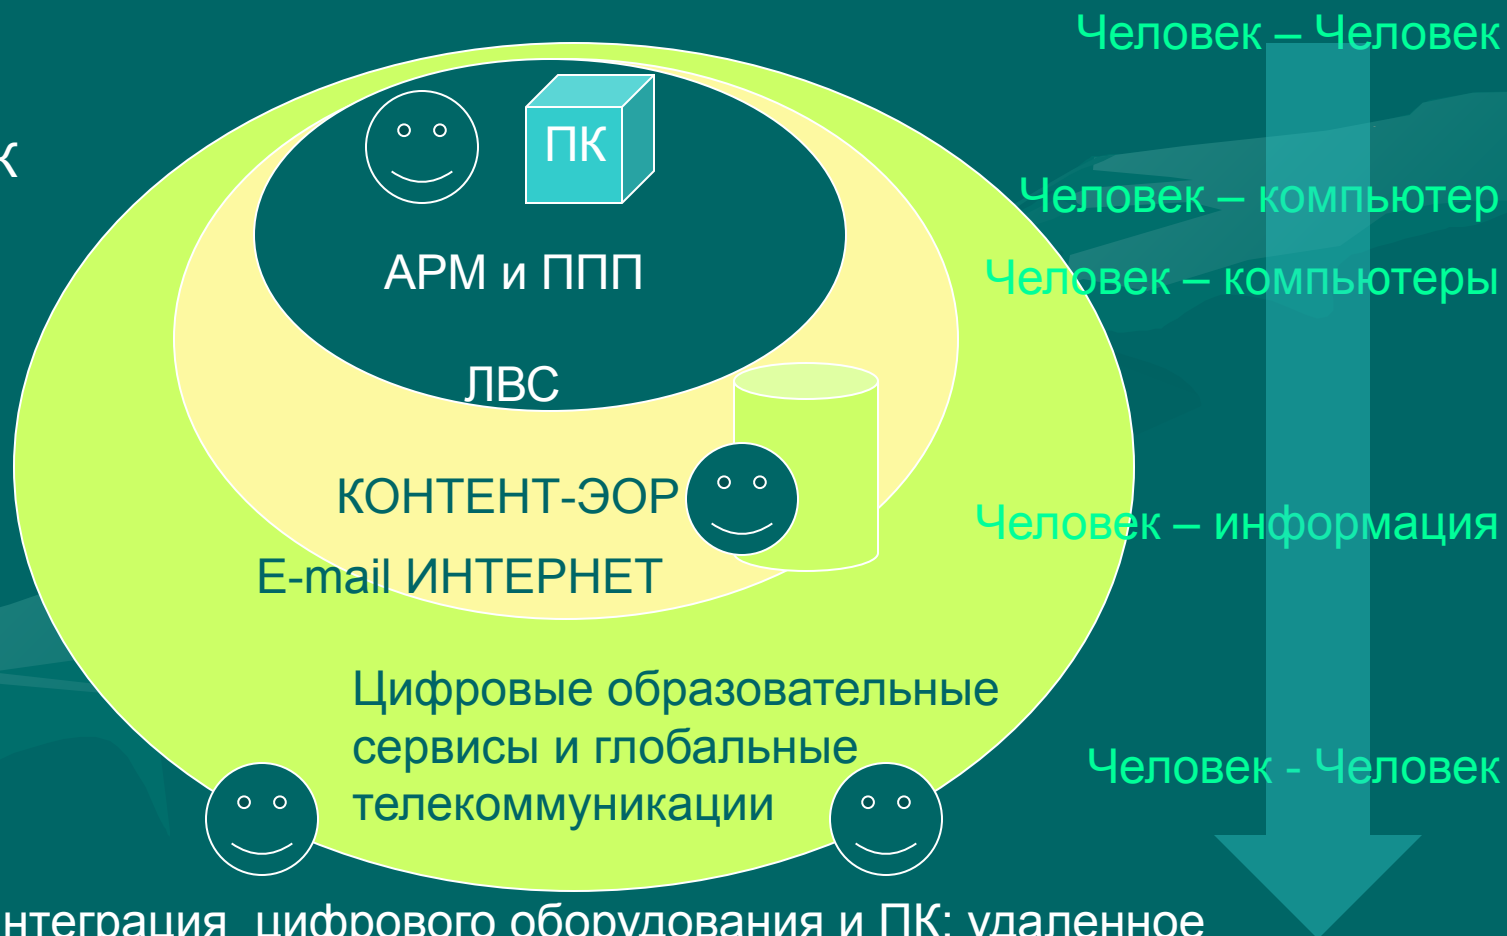 Человек – Человек
ПК
Человек – компьютер
АРМ и ППП
Человек – компьютеры
ЛВС
КОНТЕНТ-ЭОР
Человек – информация
E-mail ИНТЕРНЕТ
Цифровые образовательные
сервисы и глобальные
телекоммуникации
Человек - Человек
нтеграция цифрового оборудования и ПК: удаленное